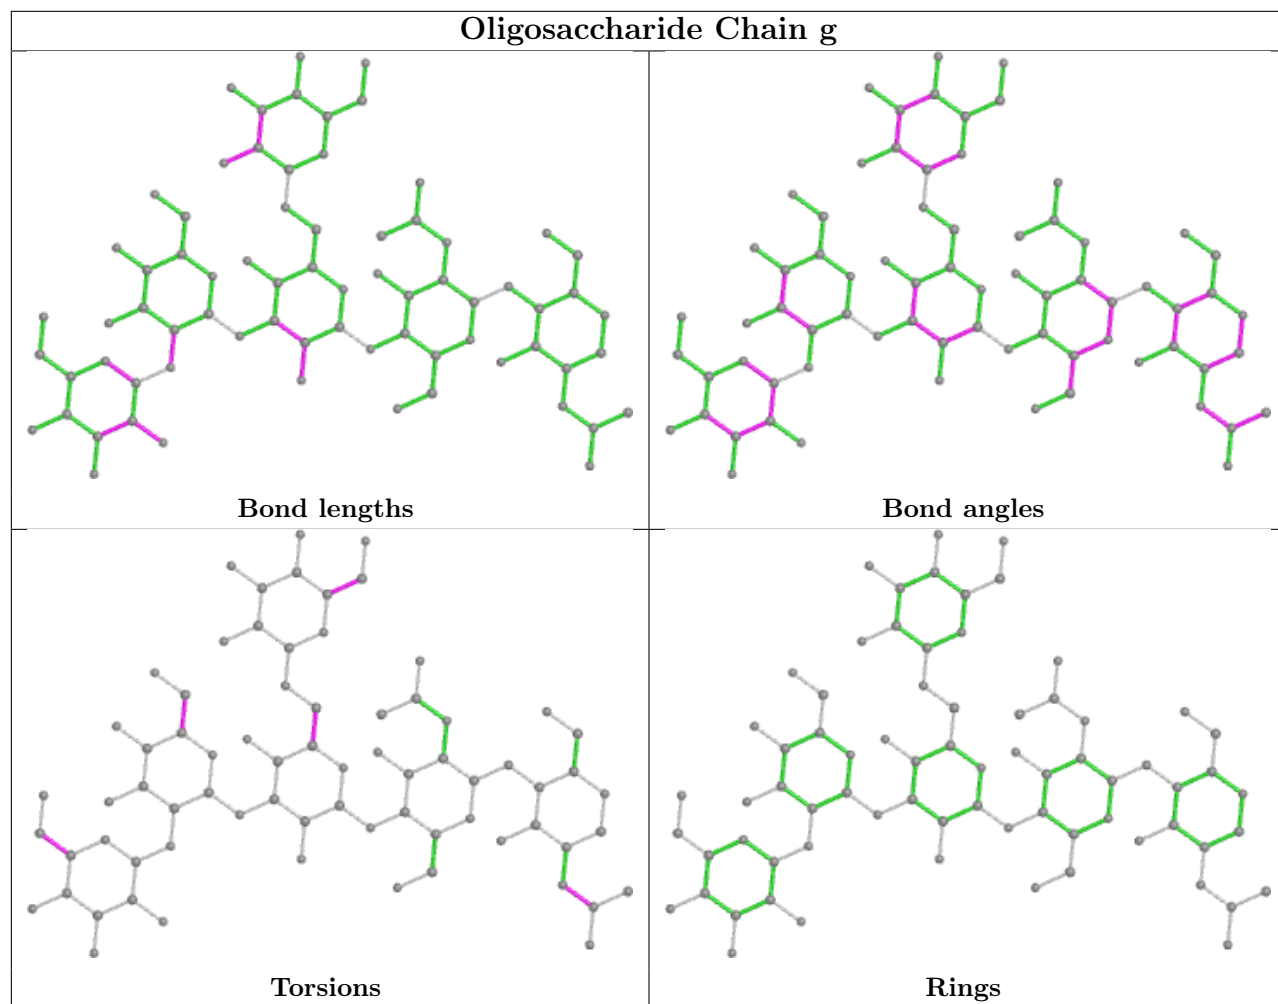 Oligosaccharide Chain g
Bond lengths
Bond angles
Torsions
Rings